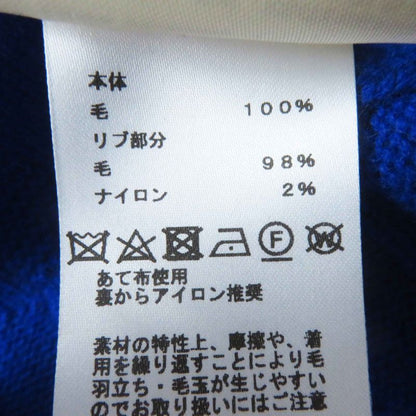 本体
毛 100%
リブ部分
毛 98%
ナイロン 2%
F W
あて布使用
裏からアイロン推奨
素材の特性上、摩擦や、着
用を繰り返すことにより毛
羽立ち・毛玉が生じやすい
のでお取り扱いにはご注意